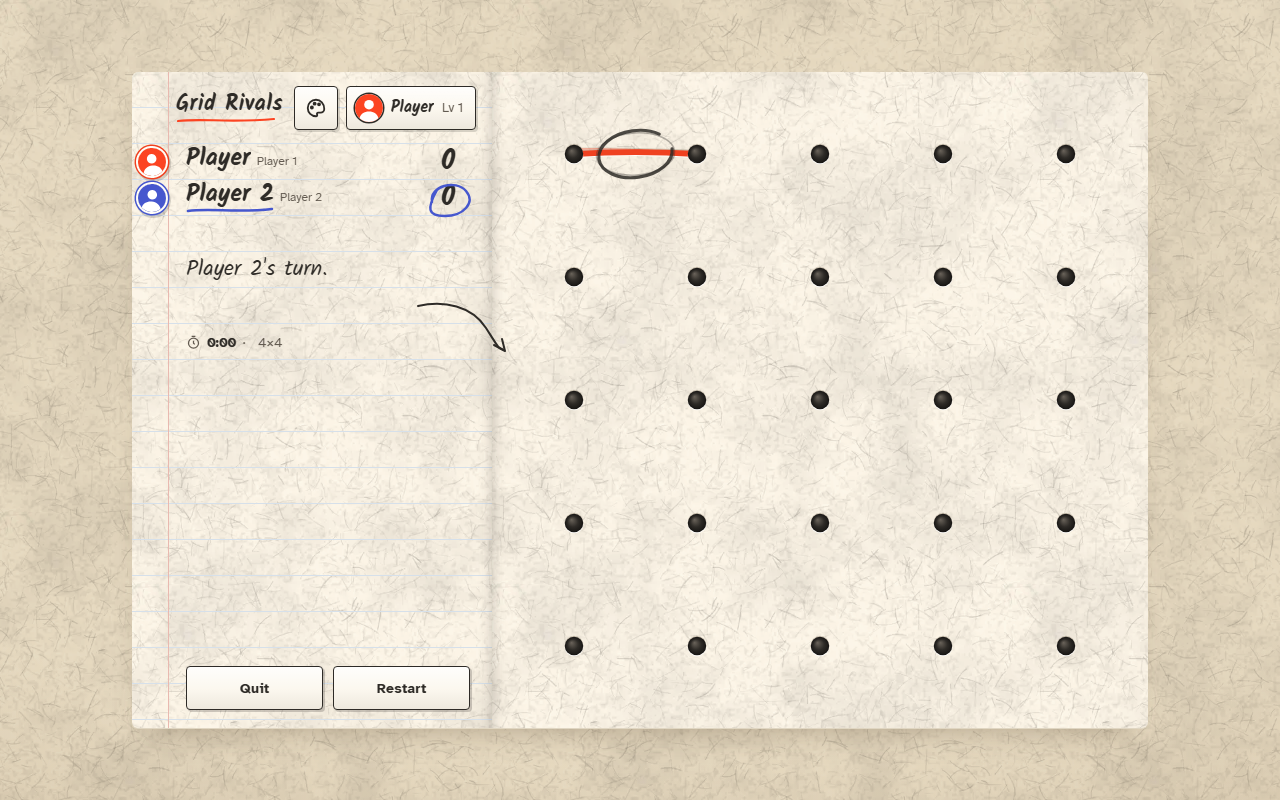 Grid Rivals
Player Lv 1
Player Player 1 0
Player 2 Player 2 0
Player 2's turn.
0:00 · 4×4
Quit Restart